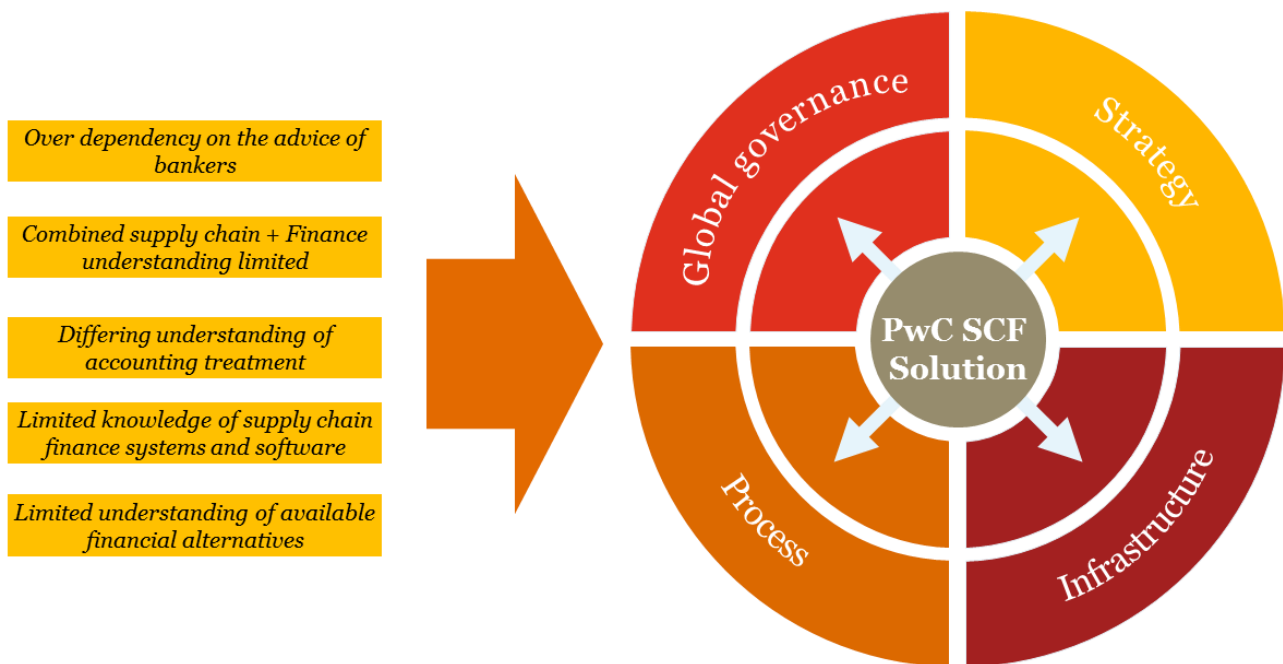 Over dependency on the advice of
bankers
Combined supply chain + Finance
understanding limited
Differing understanding of
accounting treatment
Limited knowledge of supply chain
finance systems and software
Limited understanding of available
financial alternatives
Global governance
Strategy
PwC SCF
Solution
Process
Infrastructure